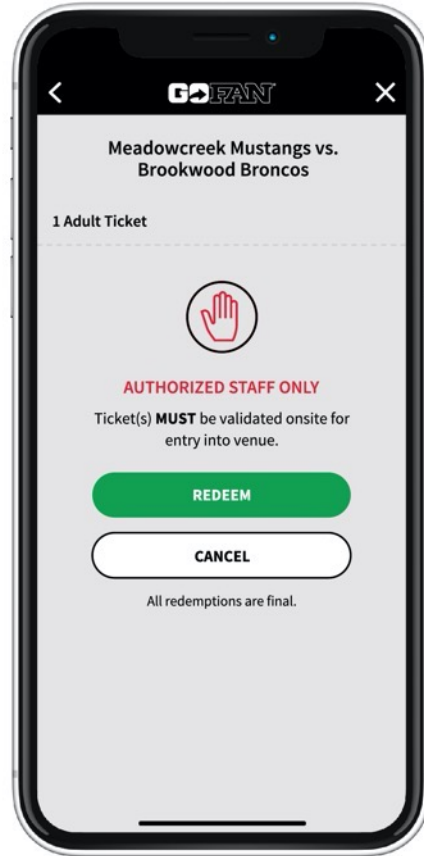 GOFAN
Meadowcreek Mustangs vs.
Brookwood Broncos
1 Adult Ticket
AUTHORIZED STAFF ONLY
Ticket(s) MUST be validated onsite for
entry into venue.
REDEEM
CANCEL
All redemptions are final.